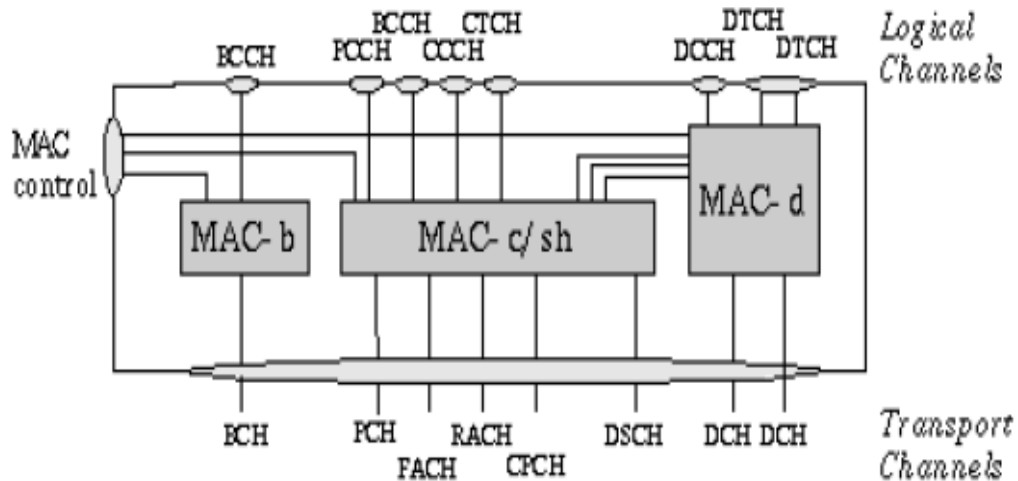 BCCH CTCH
DTCH
Logical
Channels
BCCH
PCCH
CCCH
DCCH
DTCH
MAC
control
MAC- b
MAC- c/ sh
MAC- d
BCH
PCH
FACH
RACH
CPCH
DSCH
DCH DCH
Transport
Channels